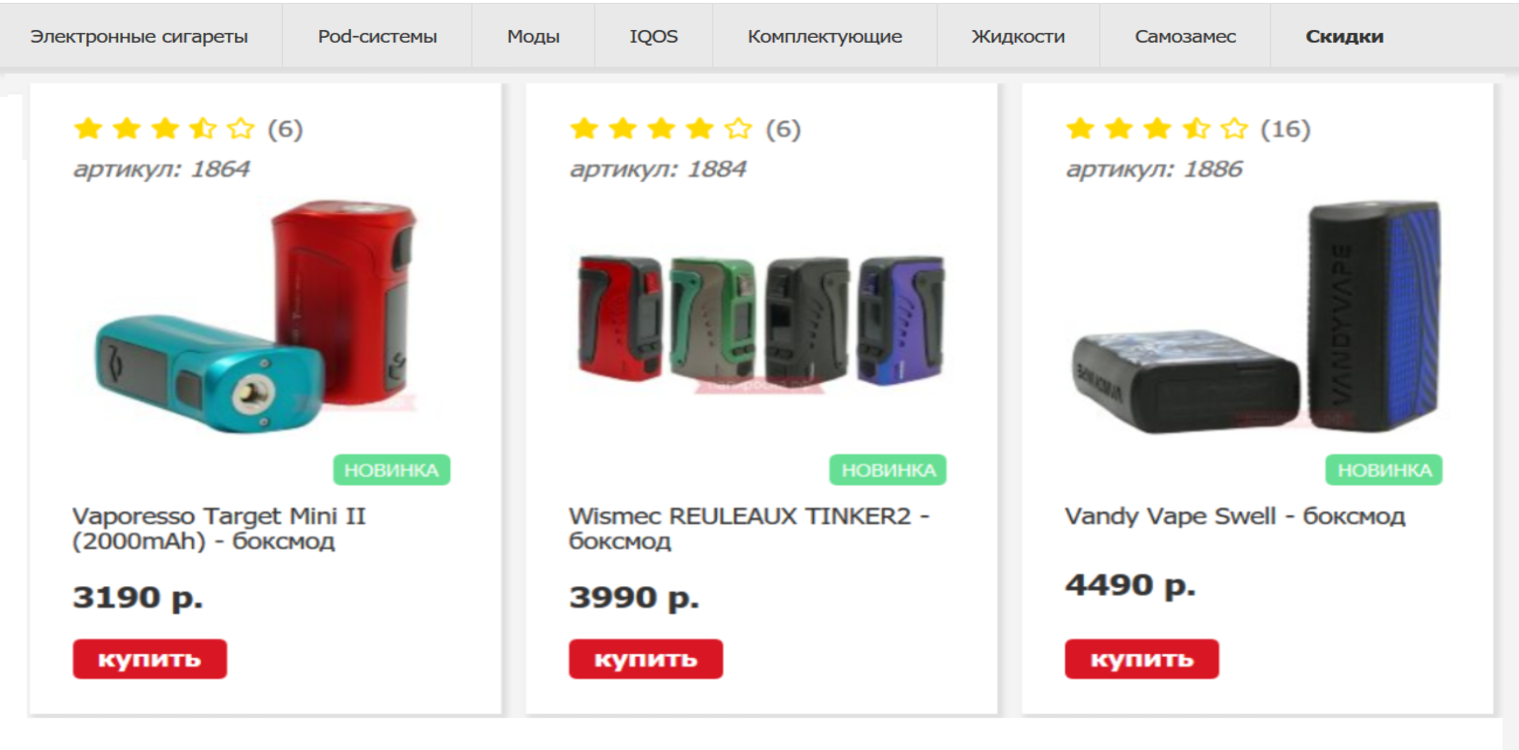 Электронные сигареты Pod-системы Моды IQOS Комплектующие Жидкости Самозамес Скидки
(6)
артикул: 1864
НОВИНКА
Vaporesso Target Mini II
(2000mAh) - боксмод
3190 р.
купить
(6)
артикул: 1884
НОВИНКА
Wismec REULEAUX TINKER2 -
боксмод
3990 р.
купить
(16)
артикул: 1886
VANDYVAPE
НОВИНКА
Vandy Vape Swell - боксмод
4490 р.
купить